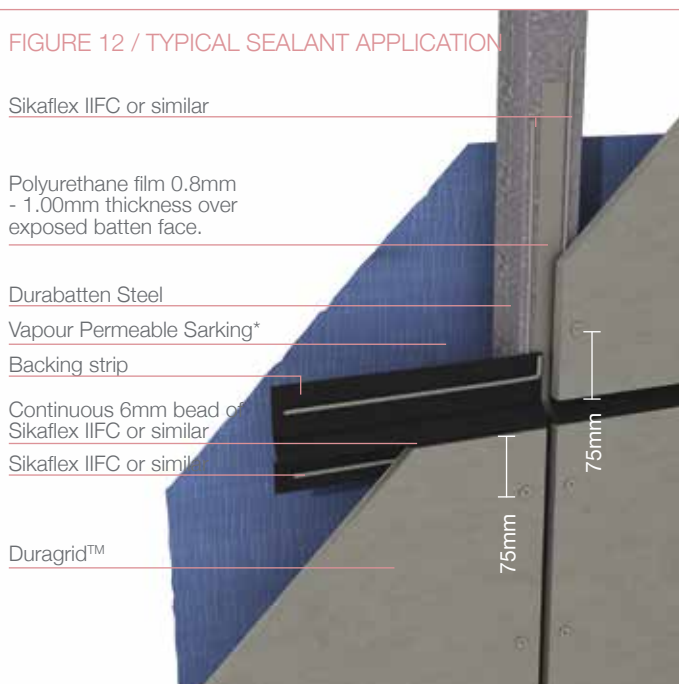 FIGURE 12 / TYPICAL SEALANT APPLICATION
Sikaflex IIFC or similar
Polyurethane film 0.8mm
- 1.00mm thickness over
exposed batten face.
Durabatten Steel
Vapour Permeable Sarking*
Backing strip
Continuous 6mm bead of
Sikaflex IIFC or similar
Sikaflex IIFC or simil
Duragrid™
75mm
75mm